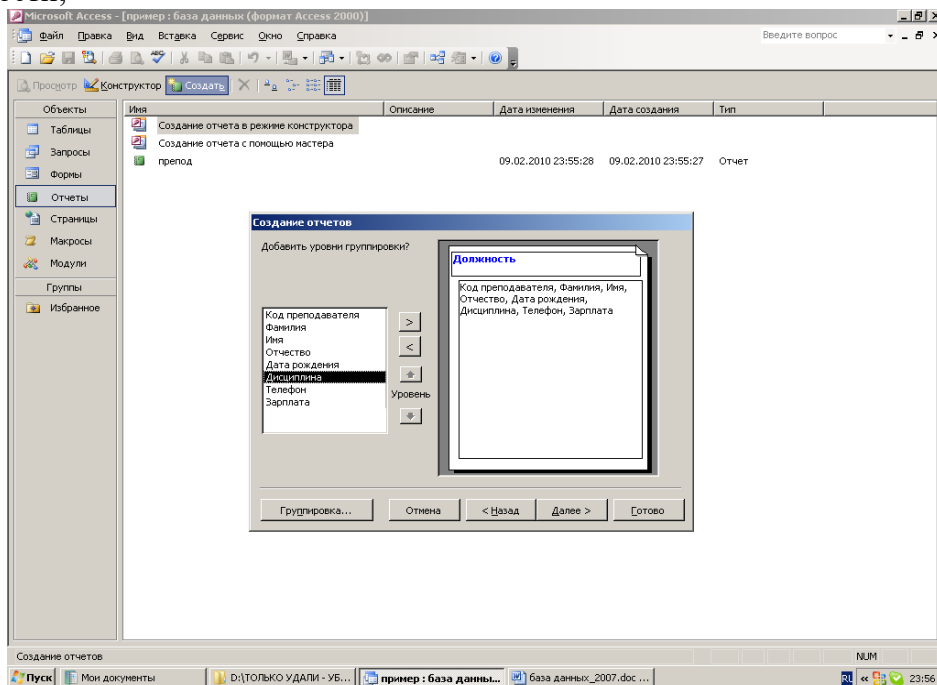 Microsoft Access - [пример : база данных (формат Access 2000)]
Файл Правка Вид Вставка Сервис Окно Справка Введите вопрос
Просмотр Конструктор Создать
Объекты
Таблицы
Запросы
Формы
Отчеты
Страницы
Макросы
Модули
Группы
Избранное
Имя Описание Дата изменения Дата создания Тип
Создание отчета в режиме конструктора
Создание отчета с помощью мастера
препод 09.02.2010 23:55:28 09.02.2010 23:55:27 Отчет
Создание отчетов
Добавить уровни группировки?
Код преподавателя
Фамилия
Имя
Отчество
Дата рождения
Дисциплина
Телефон
Зарплата
>
<
Уровень
Должность
Код преподавателя, Фамилия, Имя,
Отчество, Дата рождения,
Дисциплина, Телефон, Зарплата
Группировка... Отмена < Назад Далее > Готово
Создание отчетов NUM
Пуск Мои документы D:\ТОЛЬКО УДАЛИ - УБ... пример : база данны... база данных_2007.doc ... RL « 23:56